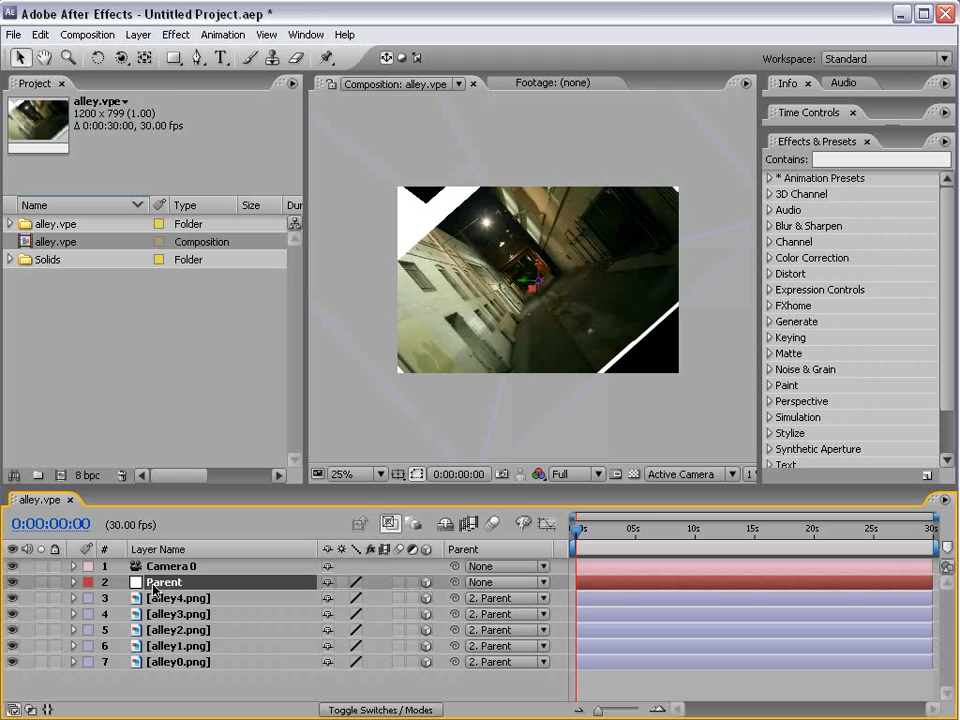 Adobe After Effects - Untitled Project.aep *
File Edit Composition Layer Effect Animation View Window Help
Workspace: Standard
Project
alley.vpe
1200 x 799 (1.00)
Δ 0:00:30:00, 30.00 fps
Name Type Size Dur
alley.vpe Folder
alley.vpe Composition
Solids Folder
8 bpc
Composition: alley.vpe
Footage: (none)
25% 0:00:00:00 Full Active Camera 1
Info Audio
Time Controls
Effects & Presets
Contains:
* Animation Presets
3D Channel
Audio
Blur & Sharpen
Channel
Color Correction
Distort
Expression Controls
FXhome
Generate
Keying
Matte
Noise & Grain
Paint
Perspective
Simulation
Stylize
Synthetic Aperture
Text
alley.vpe
0:00:00:00 (30.00 fps)
05s 10s 15s 20s 25s 30s
# Layer Name Parent
1 Camera 0 None
2 Parent None
3 [alley4.png] 2. Parent
4 [alley3.png] 2. Parent
5 [alley2.png] 2. Parent
6 [alley1.png] 2. Parent
7 [alley0.png] 2. Parent
Toggle Switches / Modes